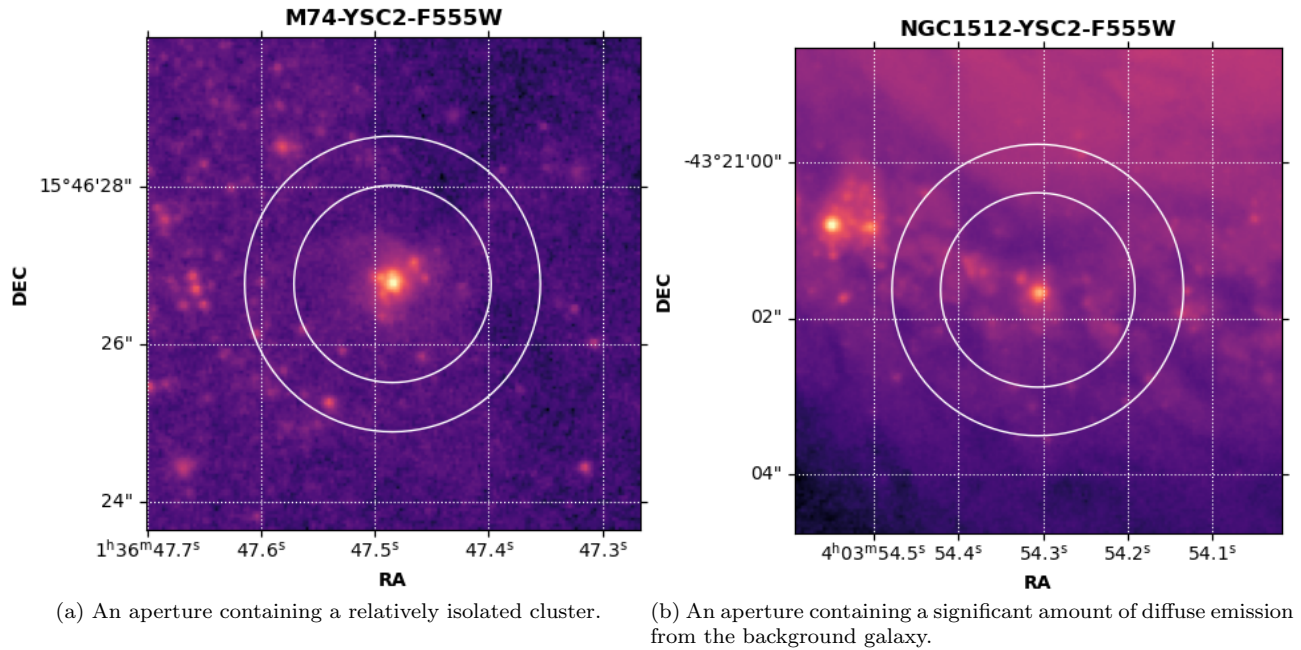 M74-YSC2-F555W
15°46'28"
26"
24"
DEC
1ʰ36ᵐ47.7ˢ
47.6ˢ
47.5ˢ
47.4ˢ
47.3ˢ
RA
(a) An aperture containing a relatively isolated cluster.
NGC1512-YSC2-F555W
-43°21'00"
02"
04"
DEC
4ʰ03ᵐ54.5ˢ
54.4ˢ
54.3ˢ
54.2ˢ
54.1ˢ
RA
(b) An aperture containing a significant amount of diffuse emission
from the background galaxy.